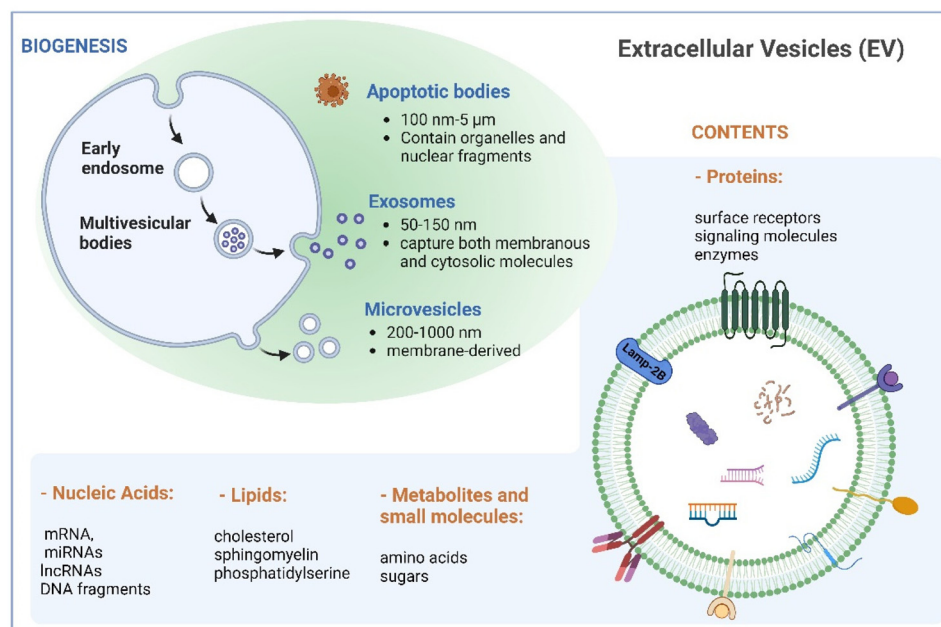 BIOGENESIS
Extracellular Vesicles (EV)
Early
endosome
Multivesicular
bodies
Apoptotic bodies
• 100 nm-5 µm
• Contain organelles and
nuclear fragments
Exosomes
• 50-150 nm
• capture both membranous
and cytosolic molecules
Microvesicles
• 200-1000 nm
• membrane-derived
CONTENTS
- Proteins:
surface receptors
signaling molecules
enzymes
Lamp-2B
- Nucleic Acids:
mRNA,
miRNAs
lncRNAs
DNA fragments
- Lipids:
cholesterol
sphingomyelin
phosphatidylserine
- Metabolites and
small molecules:
amino acids
sugars